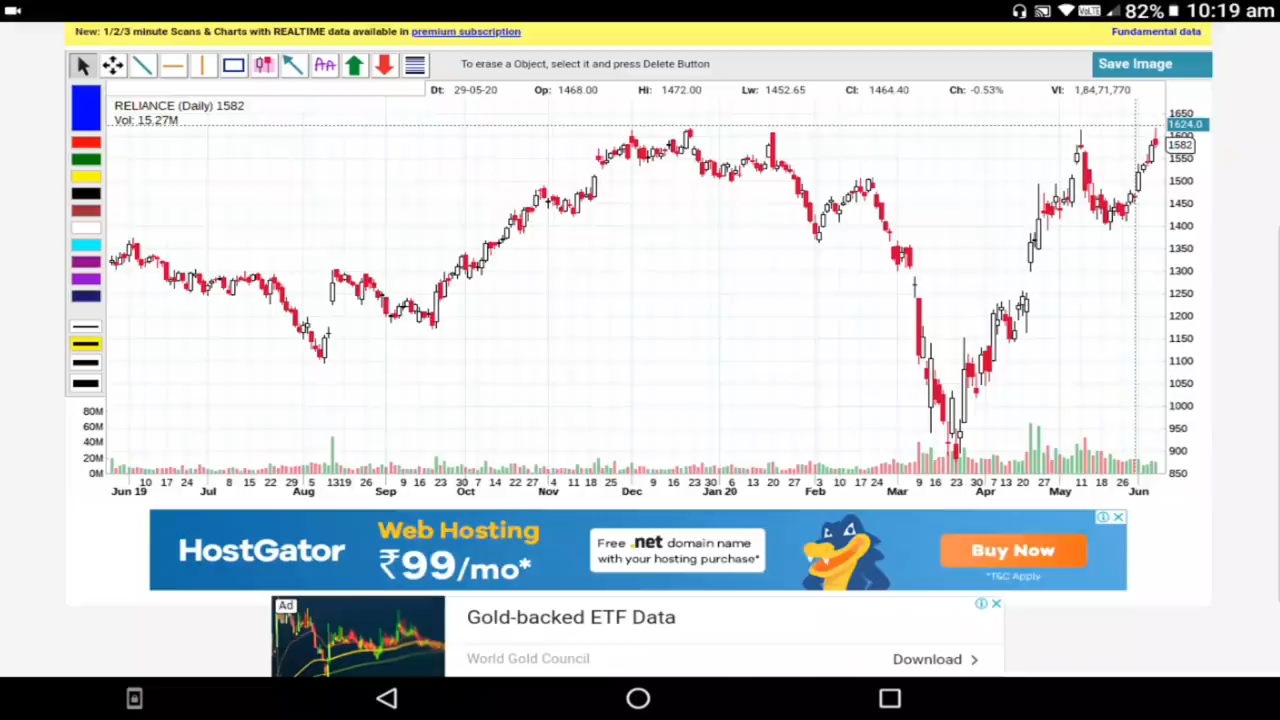 82% 10:19 am
New: 1/2/3 minute Scans & Charts with REALTIME data available in premium subscription
Fundamental data
To erase a Object, select it and press Delete Button
Save Image
Dt: 29-05-20 Op: 1468.00 Hi: 1472.00 Lw: 1452.65 Cl: 1464.40 Ch: -0.53% Vl: 1,84,71,770
RELIANCE (Daily) 1582
Vol: 15.27M
1650
1624.0
1600
1582
1550
1500
1450
1400
1350
1300
1250
1200
1150
1100
1050
1000
950
900
850
80M
60M
40M
20M
0M
10 17 24 8 15 22 29 5 1319 26 9 16 23 30 7 14 22 27 4 11 18 25 9 16 23 30 6 13 20 27 3 10 17 24 9 16 23 30 7 13 20 27 11 18 26
Jun 19 Jul Aug Sep Oct Nov Dec Jan 20 Feb Mar Apr May Jun
HostGator
Web Hosting
₹99/mo*
Free .net domain name
with your hosting purchase*
Buy Now
*T&C Apply
Ad
Gold-backed ETF Data
World Gold Council
Download